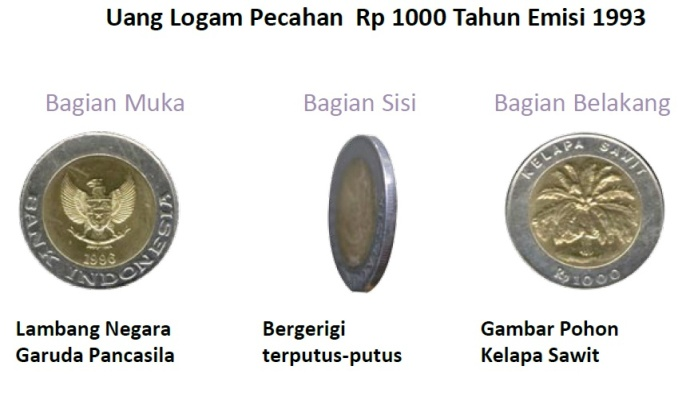 Uang Logam Pecahan Rp 1000 Tahun Emisi 1993
Bagian Muka
Bagian Sisi
Bagian Belakang
BANK INDONESIA
1996
KELAPA SAWIT
Rp1000
Lambang Negara
Garuda Pancasila
Bergerigi
terputus-putus
Gambar Pohon
Kelapa Sawit